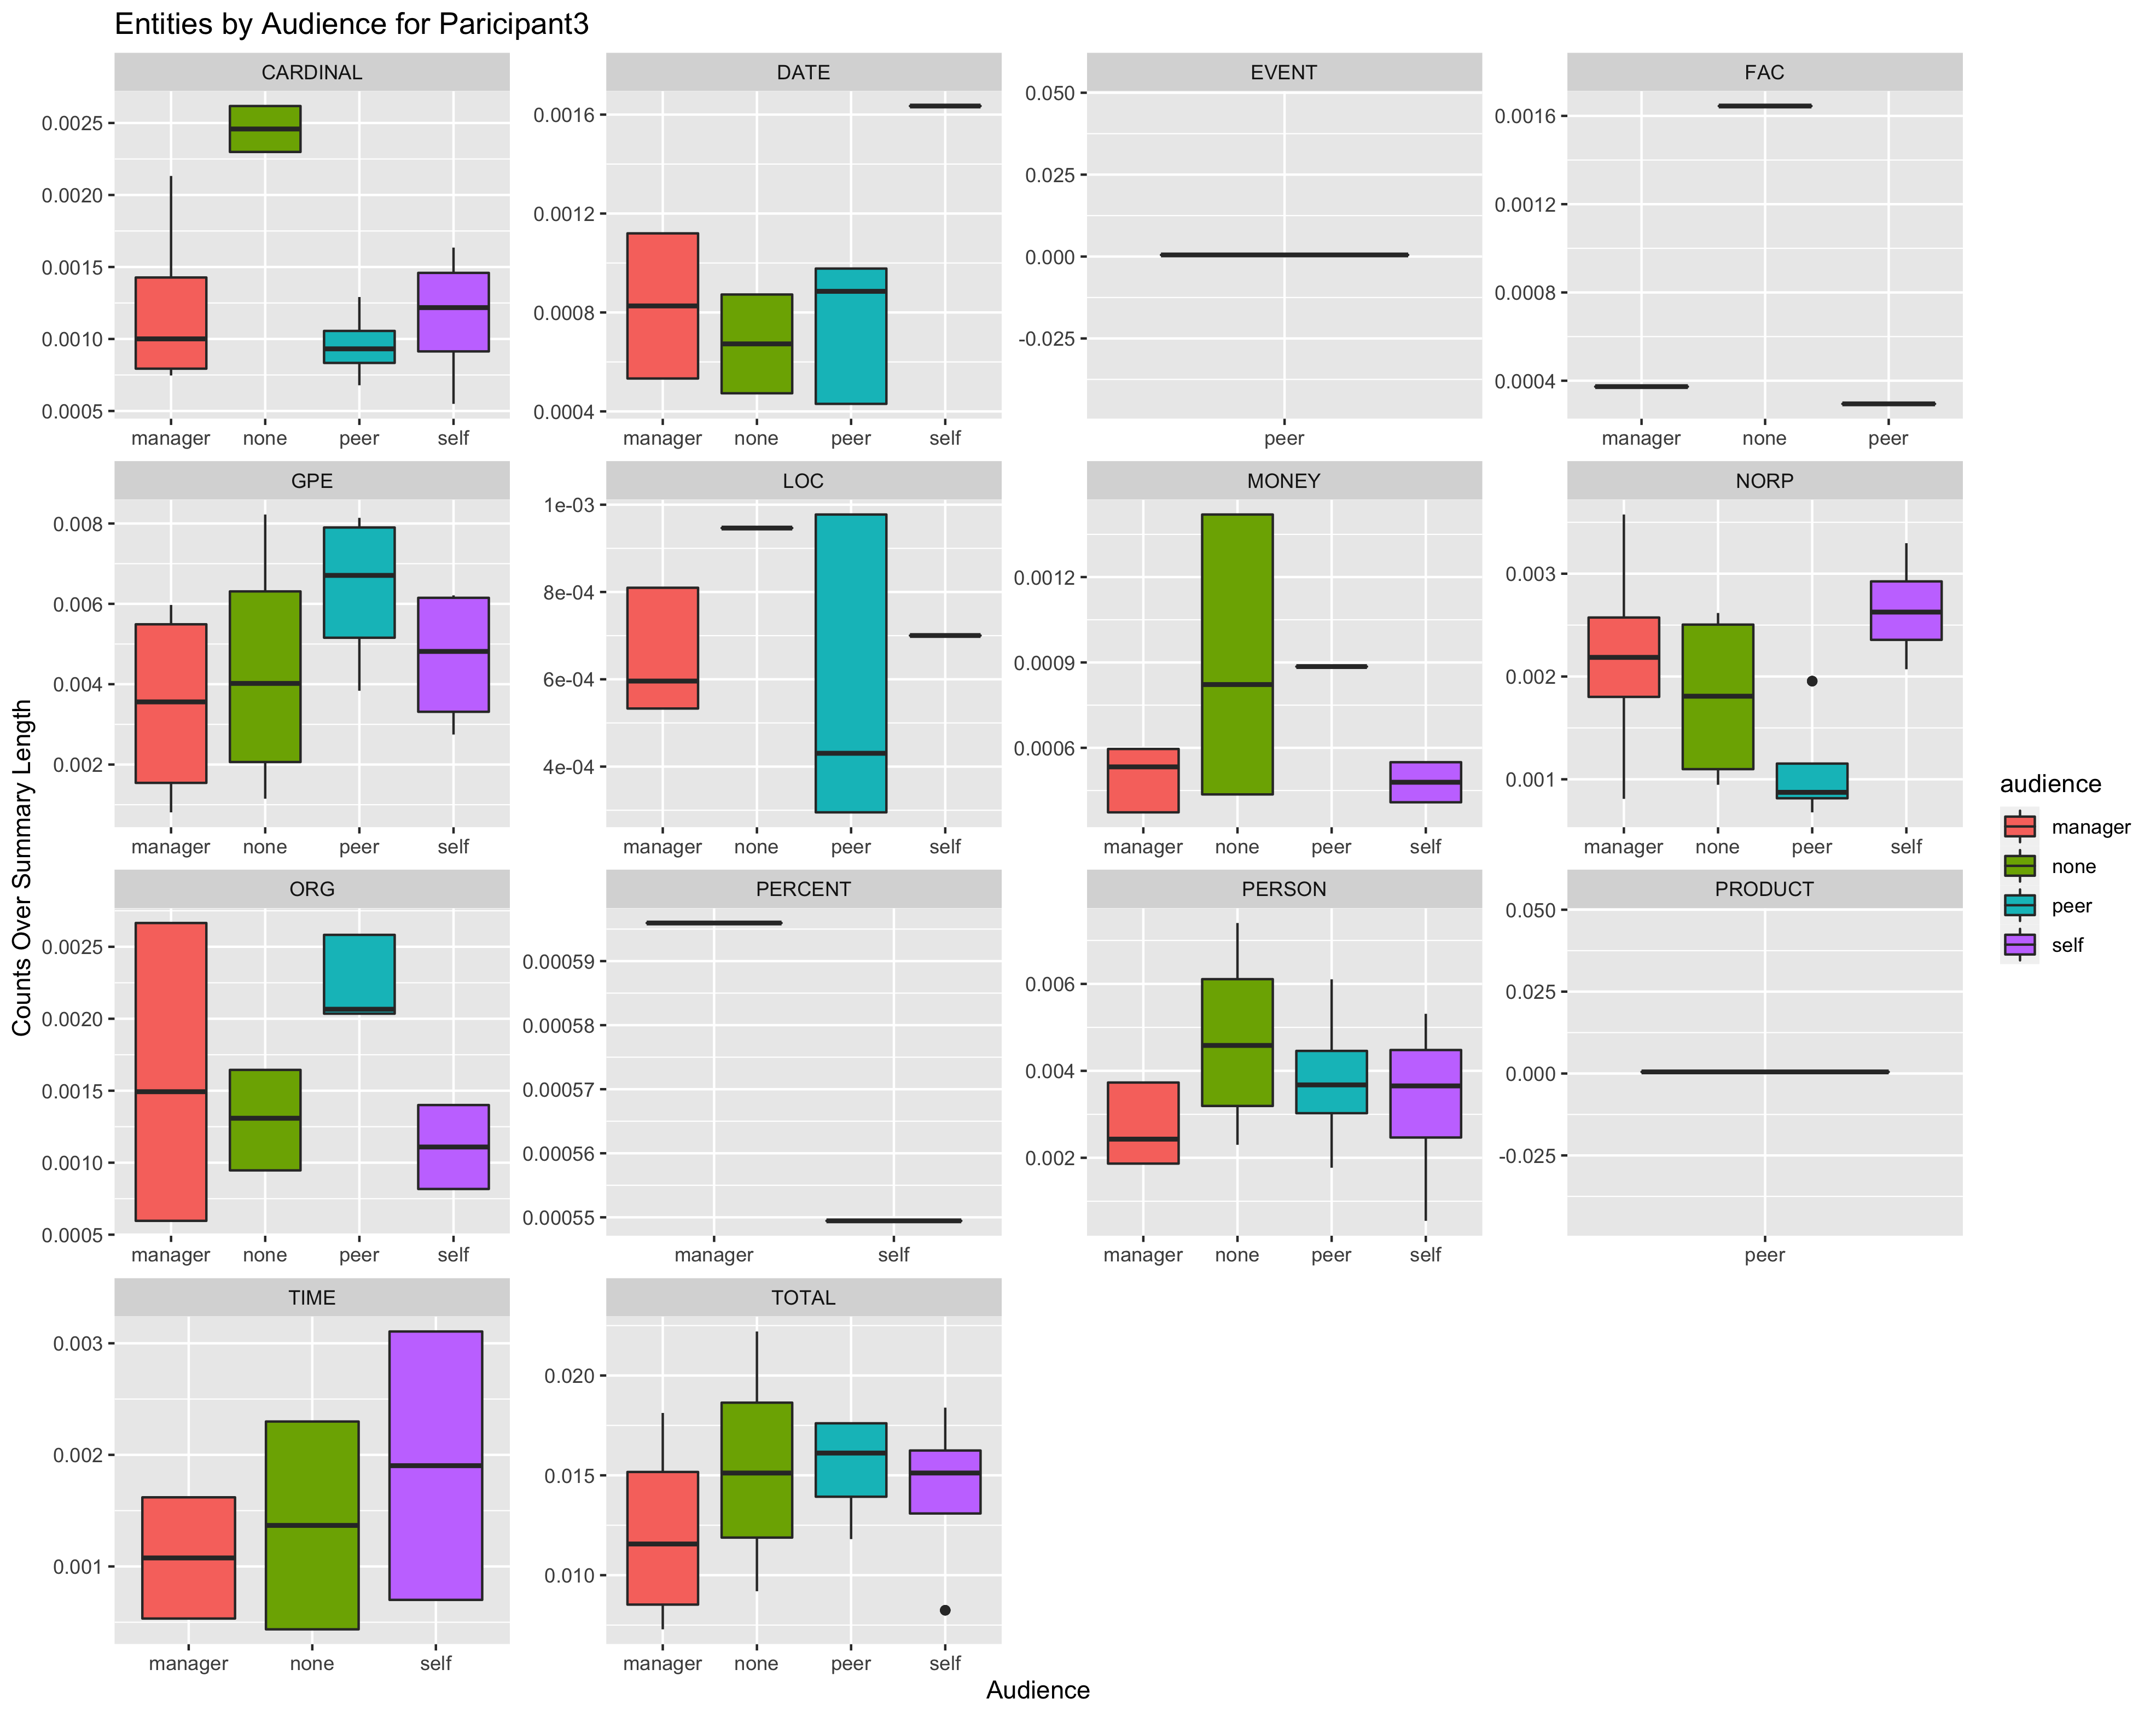 Entities by Audience for Paricipant3
CARDINAL
0.0025
0.0020
0.0015
0.0010
0.0005
manager none peer self
DATE
0.0016
0.0012
0.0008
0.0004
manager none peer self
EVENT
0.050
0.025
0.000
-0.025
peer
FAC
0.0016
0.0012
0.0008
0.0004
manager none peer
GPE
0.008
0.006
0.004
0.002
manager none peer self
LOC
1e-03
8e-04
6e-04
4e-04
manager none peer self
MONEY
0.0012
0.0009
0.0006
manager none peer self
NORP
0.003
0.002
0.001
manager none peer self
ORG
0.0025
0.0020
0.0015
0.0010
0.0005
manager none peer self
PERCENT
0.00059
0.00058
0.00057
0.00056
0.00055
manager self
PERSON
0.006
0.004
0.002
manager none peer self
PRODUCT
0.050
0.025
0.000
-0.025
peer
TIME
0.003
0.002
0.001
manager none self
TOTAL
0.020
0.015
0.010
manager none peer self
Audience
Counts Over Summary Length
audience
manager
none
peer
self